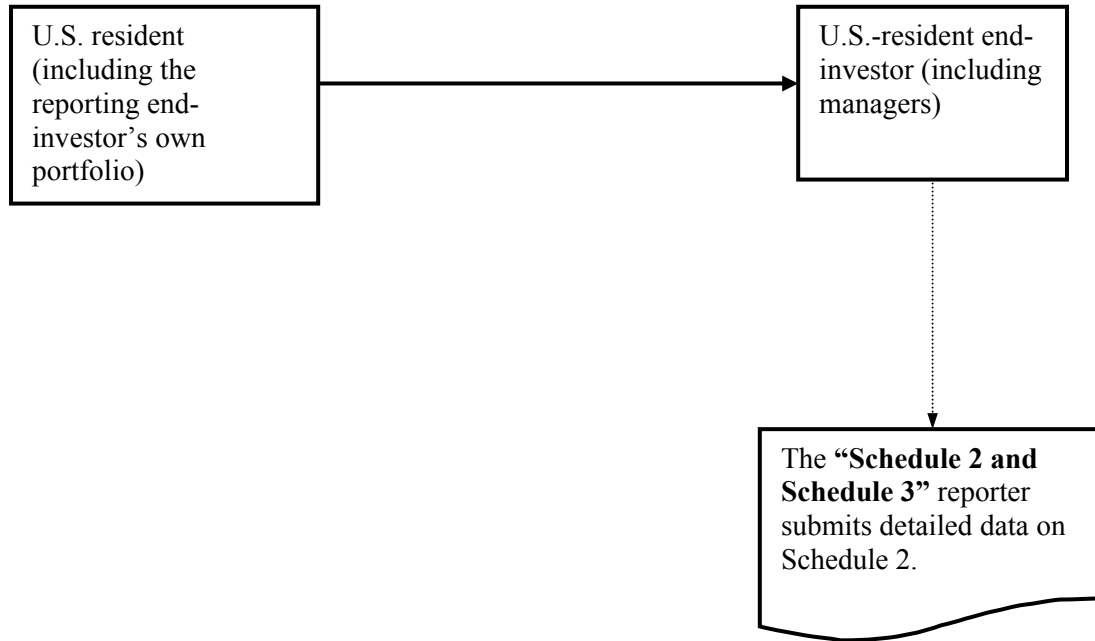 U.S. resident
(including the
reporting end-
investor’s own
portfolio)
U.S.-resident end-
investor (including
managers)
The “Schedule 2 and
Schedule 3” reporter
submits detailed data on
Schedule 2.